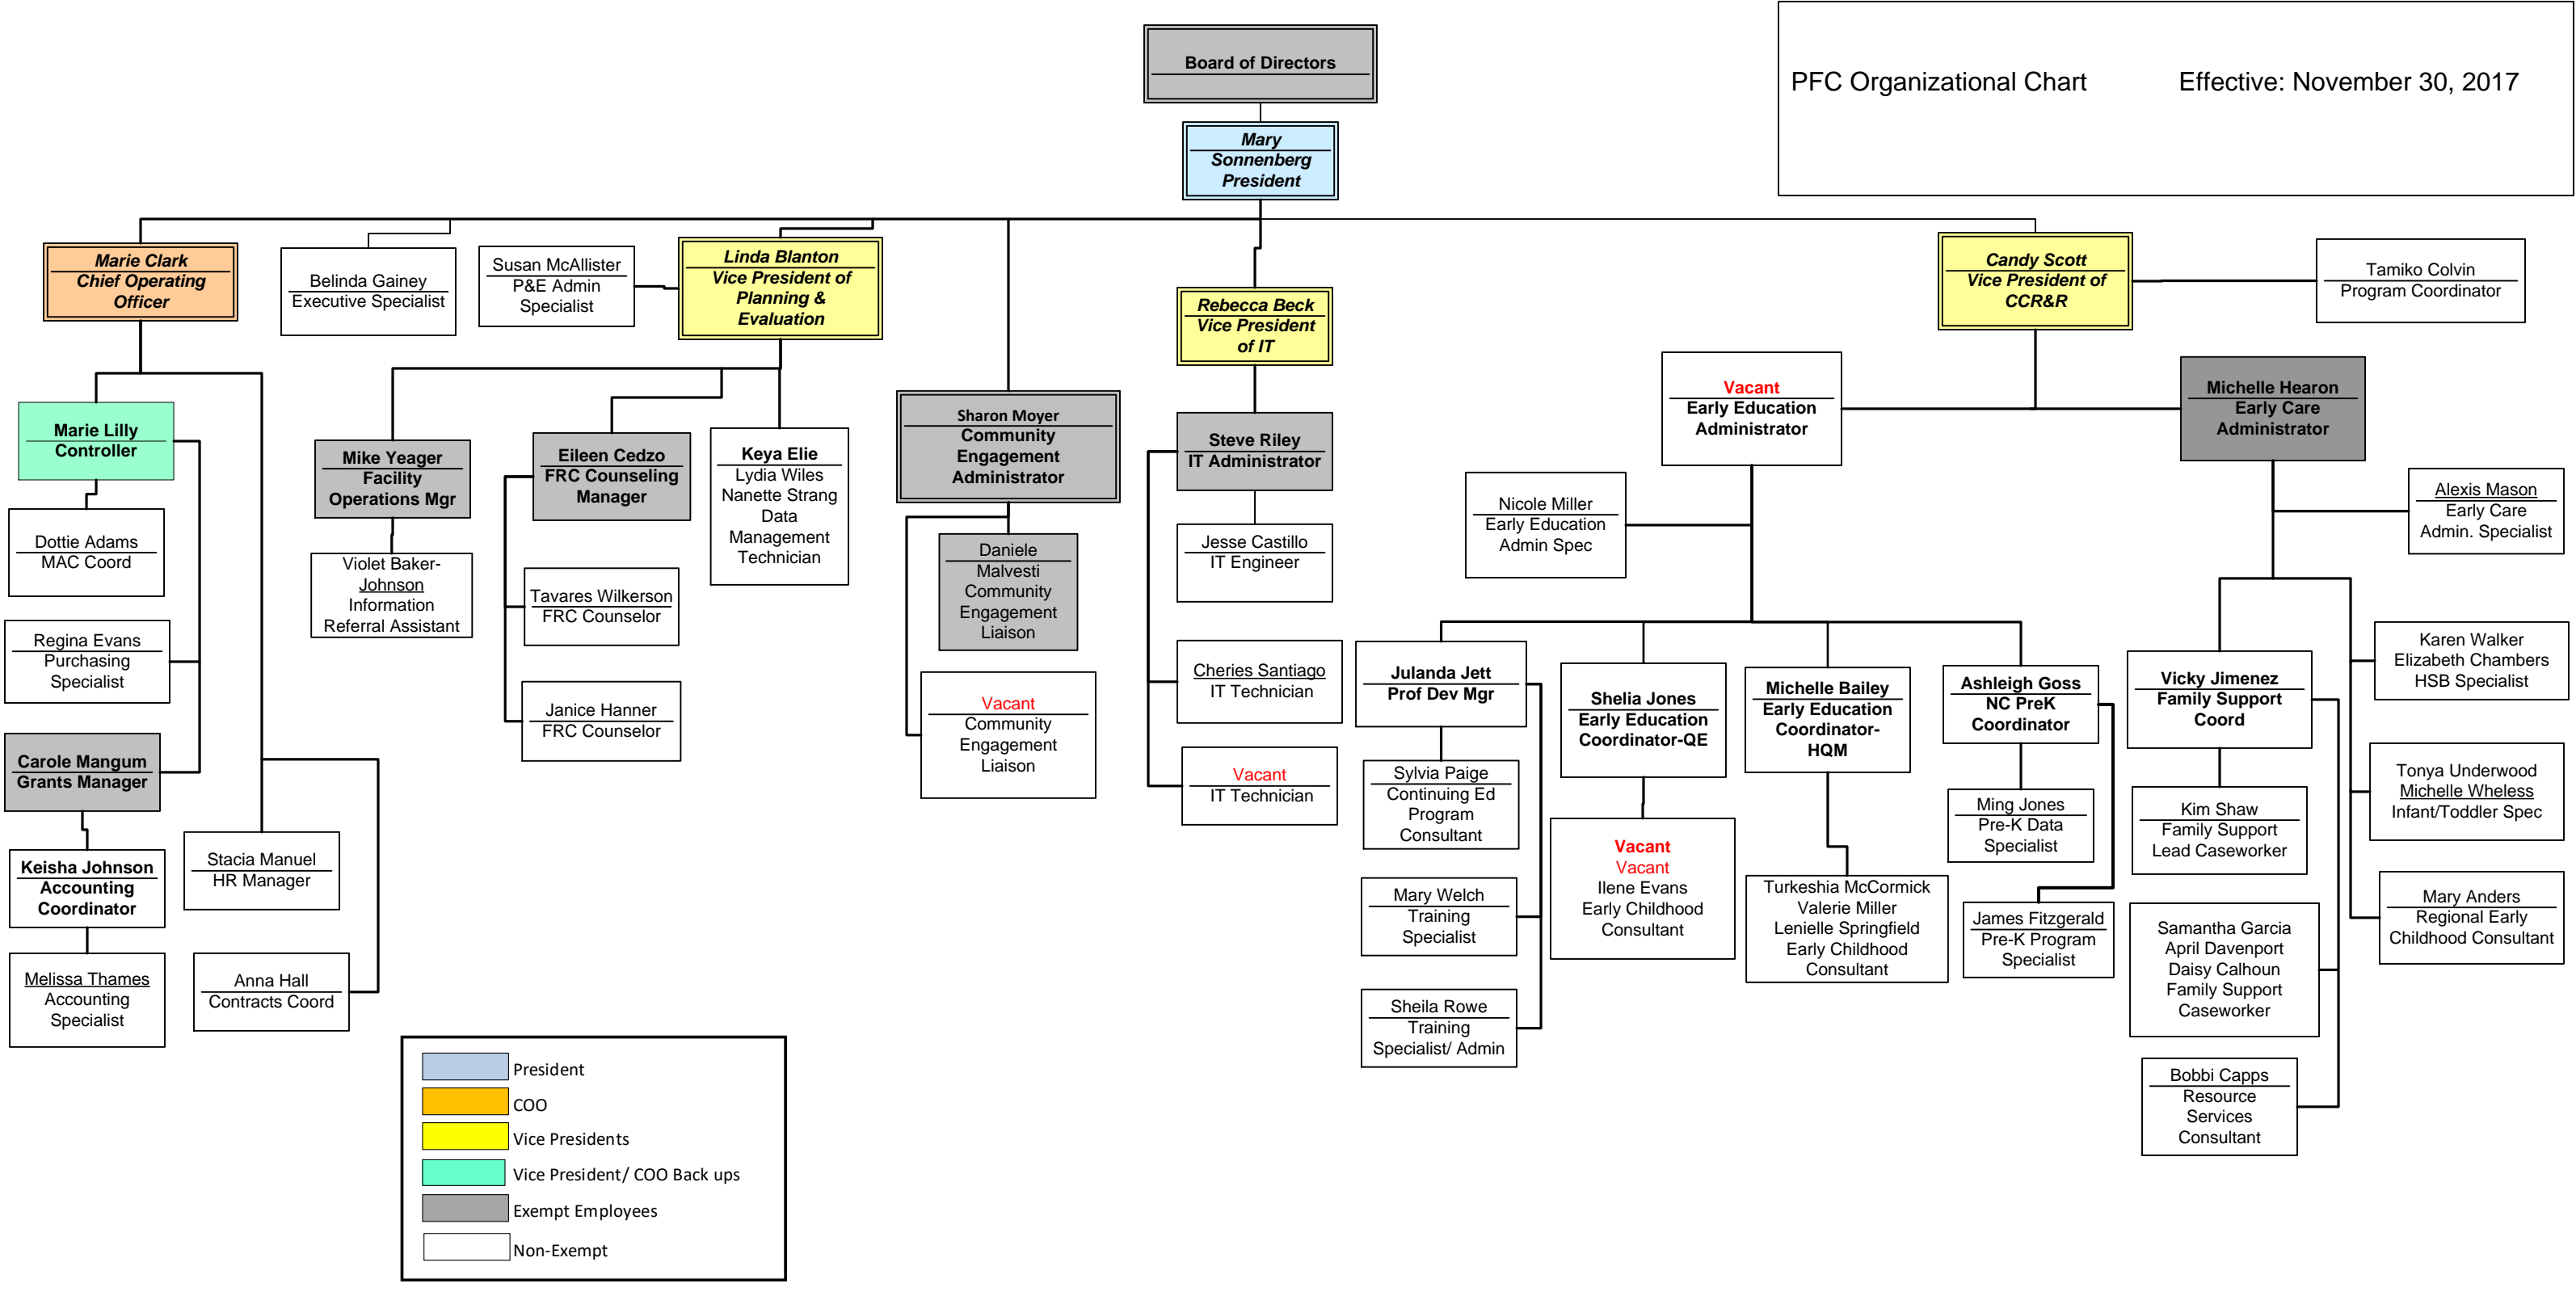 Board of Directors
PFC Organizational Chart Effective: November 30, 2017
Mary
Sonnenberg
President
Marie Clark
Chief Operating
Officer
Belinda Gainey
Executive Specialist
Susan McAllister
P&E Admin
Specialist
Linda Blanton
Vice President of
Planning &
Evaluation
Rebecca Beck
Vice President
of IT
Candy Scott
Vice President of
CCR&R
Tamiko Colvin
Program Coordinator
Marie Lilly
Controller
Mike Yeager
Facility
Operations Mgr
Eileen Cedzo
FRC Counseling
Manager
Keya Elie
Lydia Wiles
Nanette Strang
Data
Management
Technician
Sharon Moyer
Community
Engagement
Administrator
Steve Riley
IT Administrator
Vacant
Early Education
Administrator
Michelle Hearon
Early Care
Administrator
Nicole Miller
Early Education
Admin Spec
Alexis Mason
Early Care
Admin. Specialist
Dottie Adams
MAC Coord
Violet Baker-
Johnson
Information
Referral Assistant
Tavares Wilkerson
FRC Counselor
Daniele
Malvesti
Community
Engagement
Liaison
Jesse Castillo
IT Engineer
Regina Evans
Purchasing
Specialist
Janice Hanner
FRC Counselor
Vacant
Community
Engagement
Liaison
Cheries Santiago
IT Technician
Julanda Jett
Prof Dev Mgr
Shelia Jones
Early Education
Coordinator-QE
Michelle Bailey
Early Education
Coordinator-
HQM
Ashleigh Goss
NC PreK
Coordinator
Vicky Jimenez
Family Support
Coord
Karen Walker
Elizabeth Chambers
HSB Specialist
Carole Mangum
Grants Manager
Vacant
IT Technician
Sylvia Paige
Continuing Ed
Program
Consultant
Ming Jones
Pre-K Data
Specialist
Kim Shaw
Family Support
Lead Caseworker
Tonya Underwood
Michelle Wheless
Infant/Toddler Spec
Keisha Johnson
Accounting
Coordinator
Stacia Manuel
HR Manager
Mary Welch
Training
Specialist
Vacant
Vacant
Ilene Evans
Early Childhood
Consultant
Turkeshia McCormick
Valerie Miller
Lenielle Springfield
Early Childhood
Consultant
James Fitzgerald
Pre-K Program
Specialist
Samantha Garcia
April Davenport
Daisy Calhoun
Family Support
Caseworker
Mary Anders
Regional Early
Childhood Consultant
Melissa Thames
Accounting
Specialist
Anna Hall
Contracts Coord
Sheila Rowe
Training
Specialist/ Admin
Bobbi Capps
Resource
Services
Consultant
President
COO
Vice Presidents
Vice President/ COO Back ups
Exempt Employees
Non-Exempt